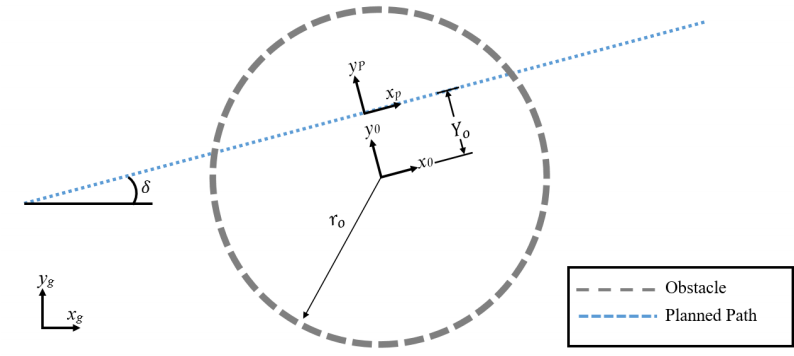 yP
xp
y0
Yo
x0
δ
ro
yg
xg
Obstacle
Planned Path